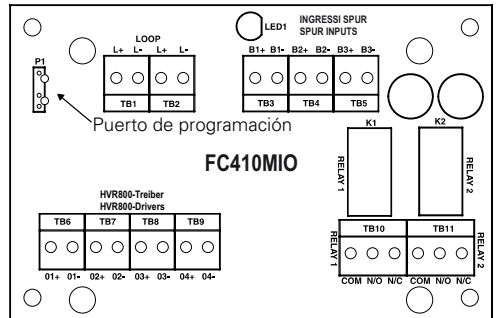 LED1
INGRESSI SPUR
SPUR INPUTS
LOOP
L+ L- L+ L-
B1+ B1- B2+ B2- B3+ B3-
P1
TB1 TB2
TB3 TB4 TB5
Puerto de programación
K1 K2
FC410MIO
RELAY 1
RELAY 2
HVR800-Treiber
HVR800-Drivers
TB6 TB7 TB8 TB9
TB10 TB11
RELAY 1
RELAY 2
01+ 01- 02+ 02- 03+ 03- 04+ 04-
COM N/O N/C COM N/O N/C